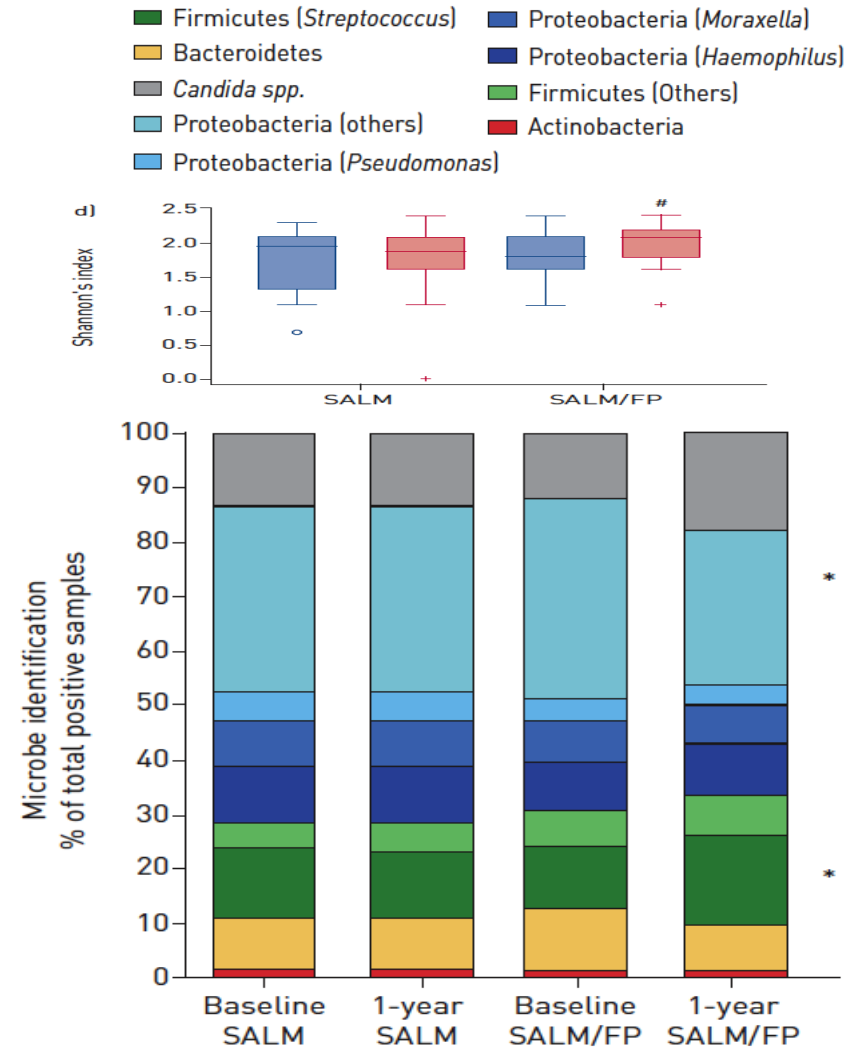 Firmicutes (Streptococcus)
Bacteroidetes
Candida spp.
Proteobacteria (others)
Proteobacteria (Pseudomonas)
Proteobacteria (Moraxella)
Proteobacteria (Haemophilus)
Firmicutes (Others)
Actinobacteria
d)
Shannon's index
2.5
2.0
1.5
1.0
0.5
0.0
#
SALM
SALM/FP
Microbe identification
% of total positive samples
100
90
80
70
60
50
40
30
20
10
0
*
*
Baseline
SALM
1-year
SALM
Baseline
SALM/FP
1-year
SALM/FP